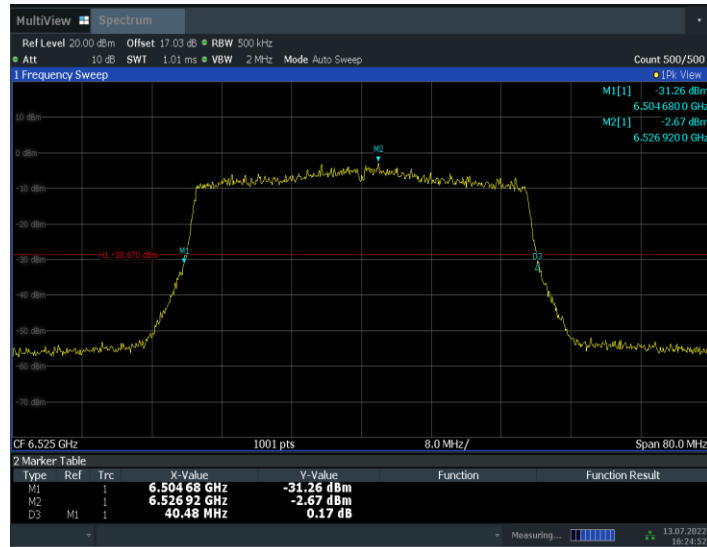 MultiView Spectrum
Ref Level 20.00 dBm Offset 17.03 dB RBW 500 kHz
Att 10 dB SWT 1.01 ms VBW 2 MHz Mode Auto Sweep Count 500/500
1 Frequency Sweep 1Pk View
M1[1] -31.26 dBm
6.504 680 0 GHz
M2[1] -2.67 dBm
6.526 920 0 GHz
10 dBm
0 dBm
M2
-10 dBm
-20 dBm
H1 -28.670 dBm M1 D3
-30 dBm
-40 dBm
-50 dBm
-60 dBm
-70 dBm
CF 6.525 GHz 1001 pts 8.0 MHz/ Span 80.0 MHz
2 Marker Table
Type Ref Trc X-Value Y-Value Function Function Result
M1 1 6.504 68 GHz -31.26 dBm
M2 1 6.526 92 GHz -2.67 dBm
D3 M1 1 40.48 MHz 0.17 dB
Measuring... 13.07.2022
16:24:52